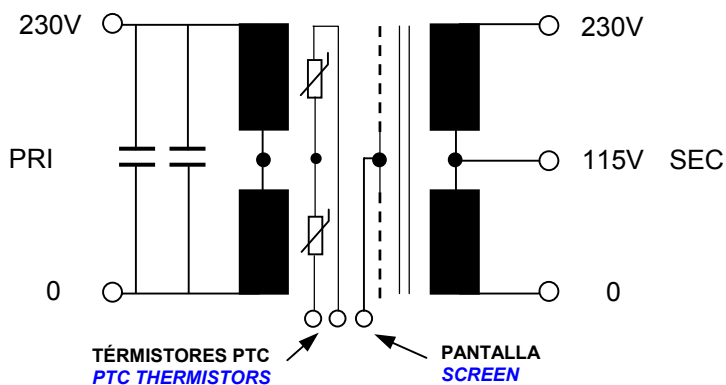 230V
230V
PRI
115V
SEC
0
0
TÉRMISTORES PTC
PTC THERMISTORS
PANTALLA
SCREEN